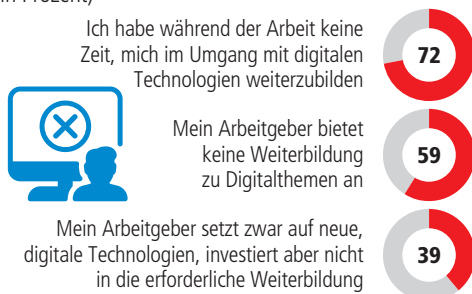 in Prozent)
Ich habe während der Arbeit keine
Zeit, mich im Umgang mit digitalen
Technologien weiterzubilden
72
Mein Arbeitgeber bietet
keine Weiterbildung
zu Digitalthemen an
59
Mein Arbeitgeber setzt zwar auf neue,
digitale Technologien, investiert aber nicht
in die erforderliche Weiterbildung
39